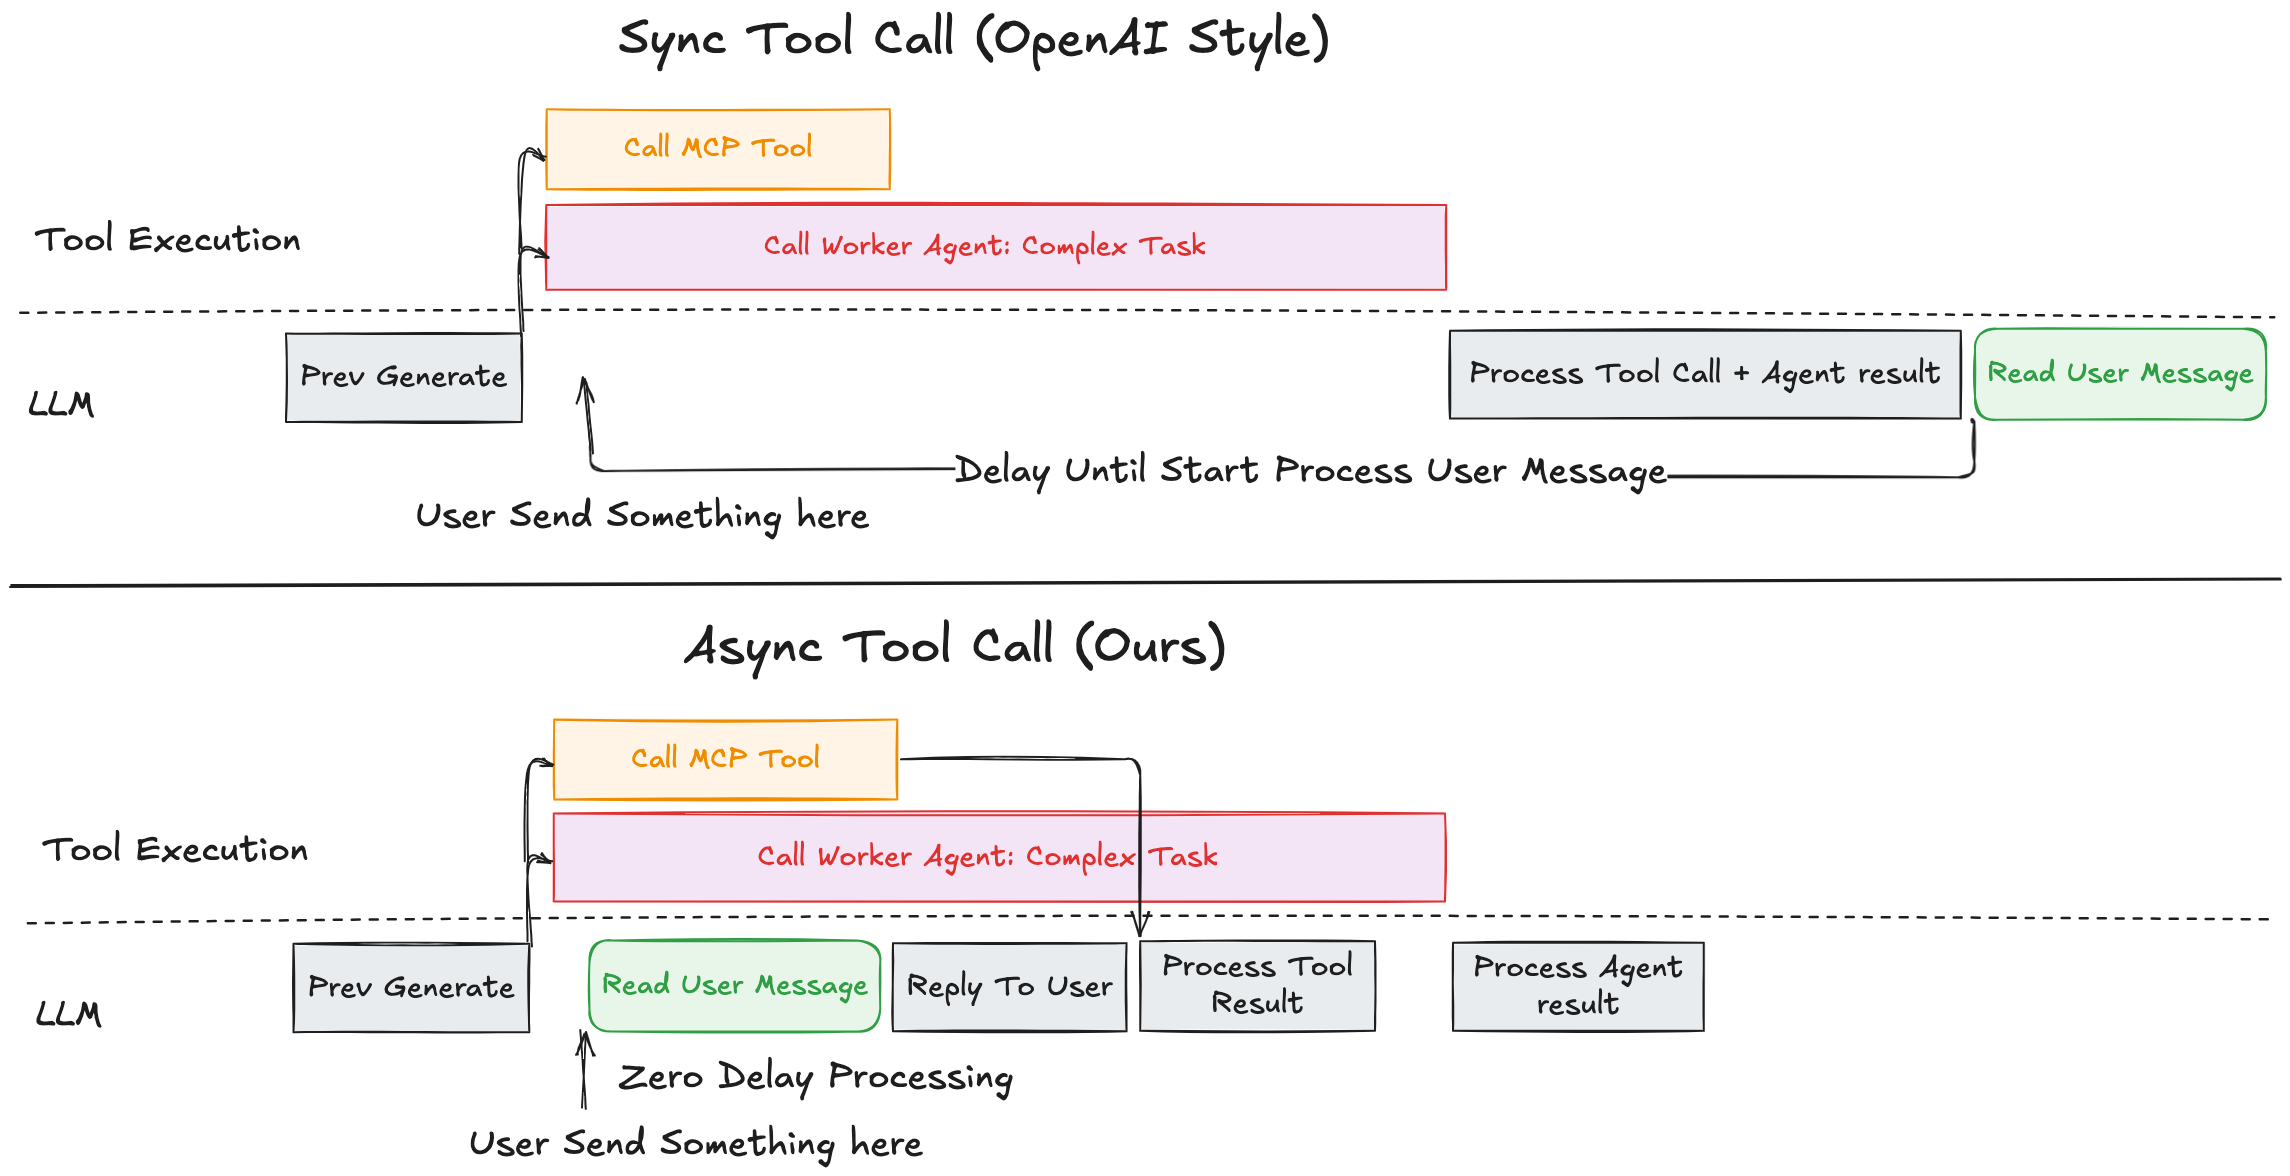 Sync Tool Call (OpenAI Style)
Call MCP Tool
Tool Execution
Call Worker Agent: Complex Task
LLM
Prev Generate
Process Tool Call + Agent result
Read User Message
Delay Until Start Process User Message
User Send Something here
Async Tool Call (Ours)
Call MCP Tool
Tool Execution
Call Worker Agent: Complex Task
LLM
Prev Generate
Read User Message
Reply To User
Process Tool
Result
Process Agent
result
Zero Delay Processing
User Send Something here